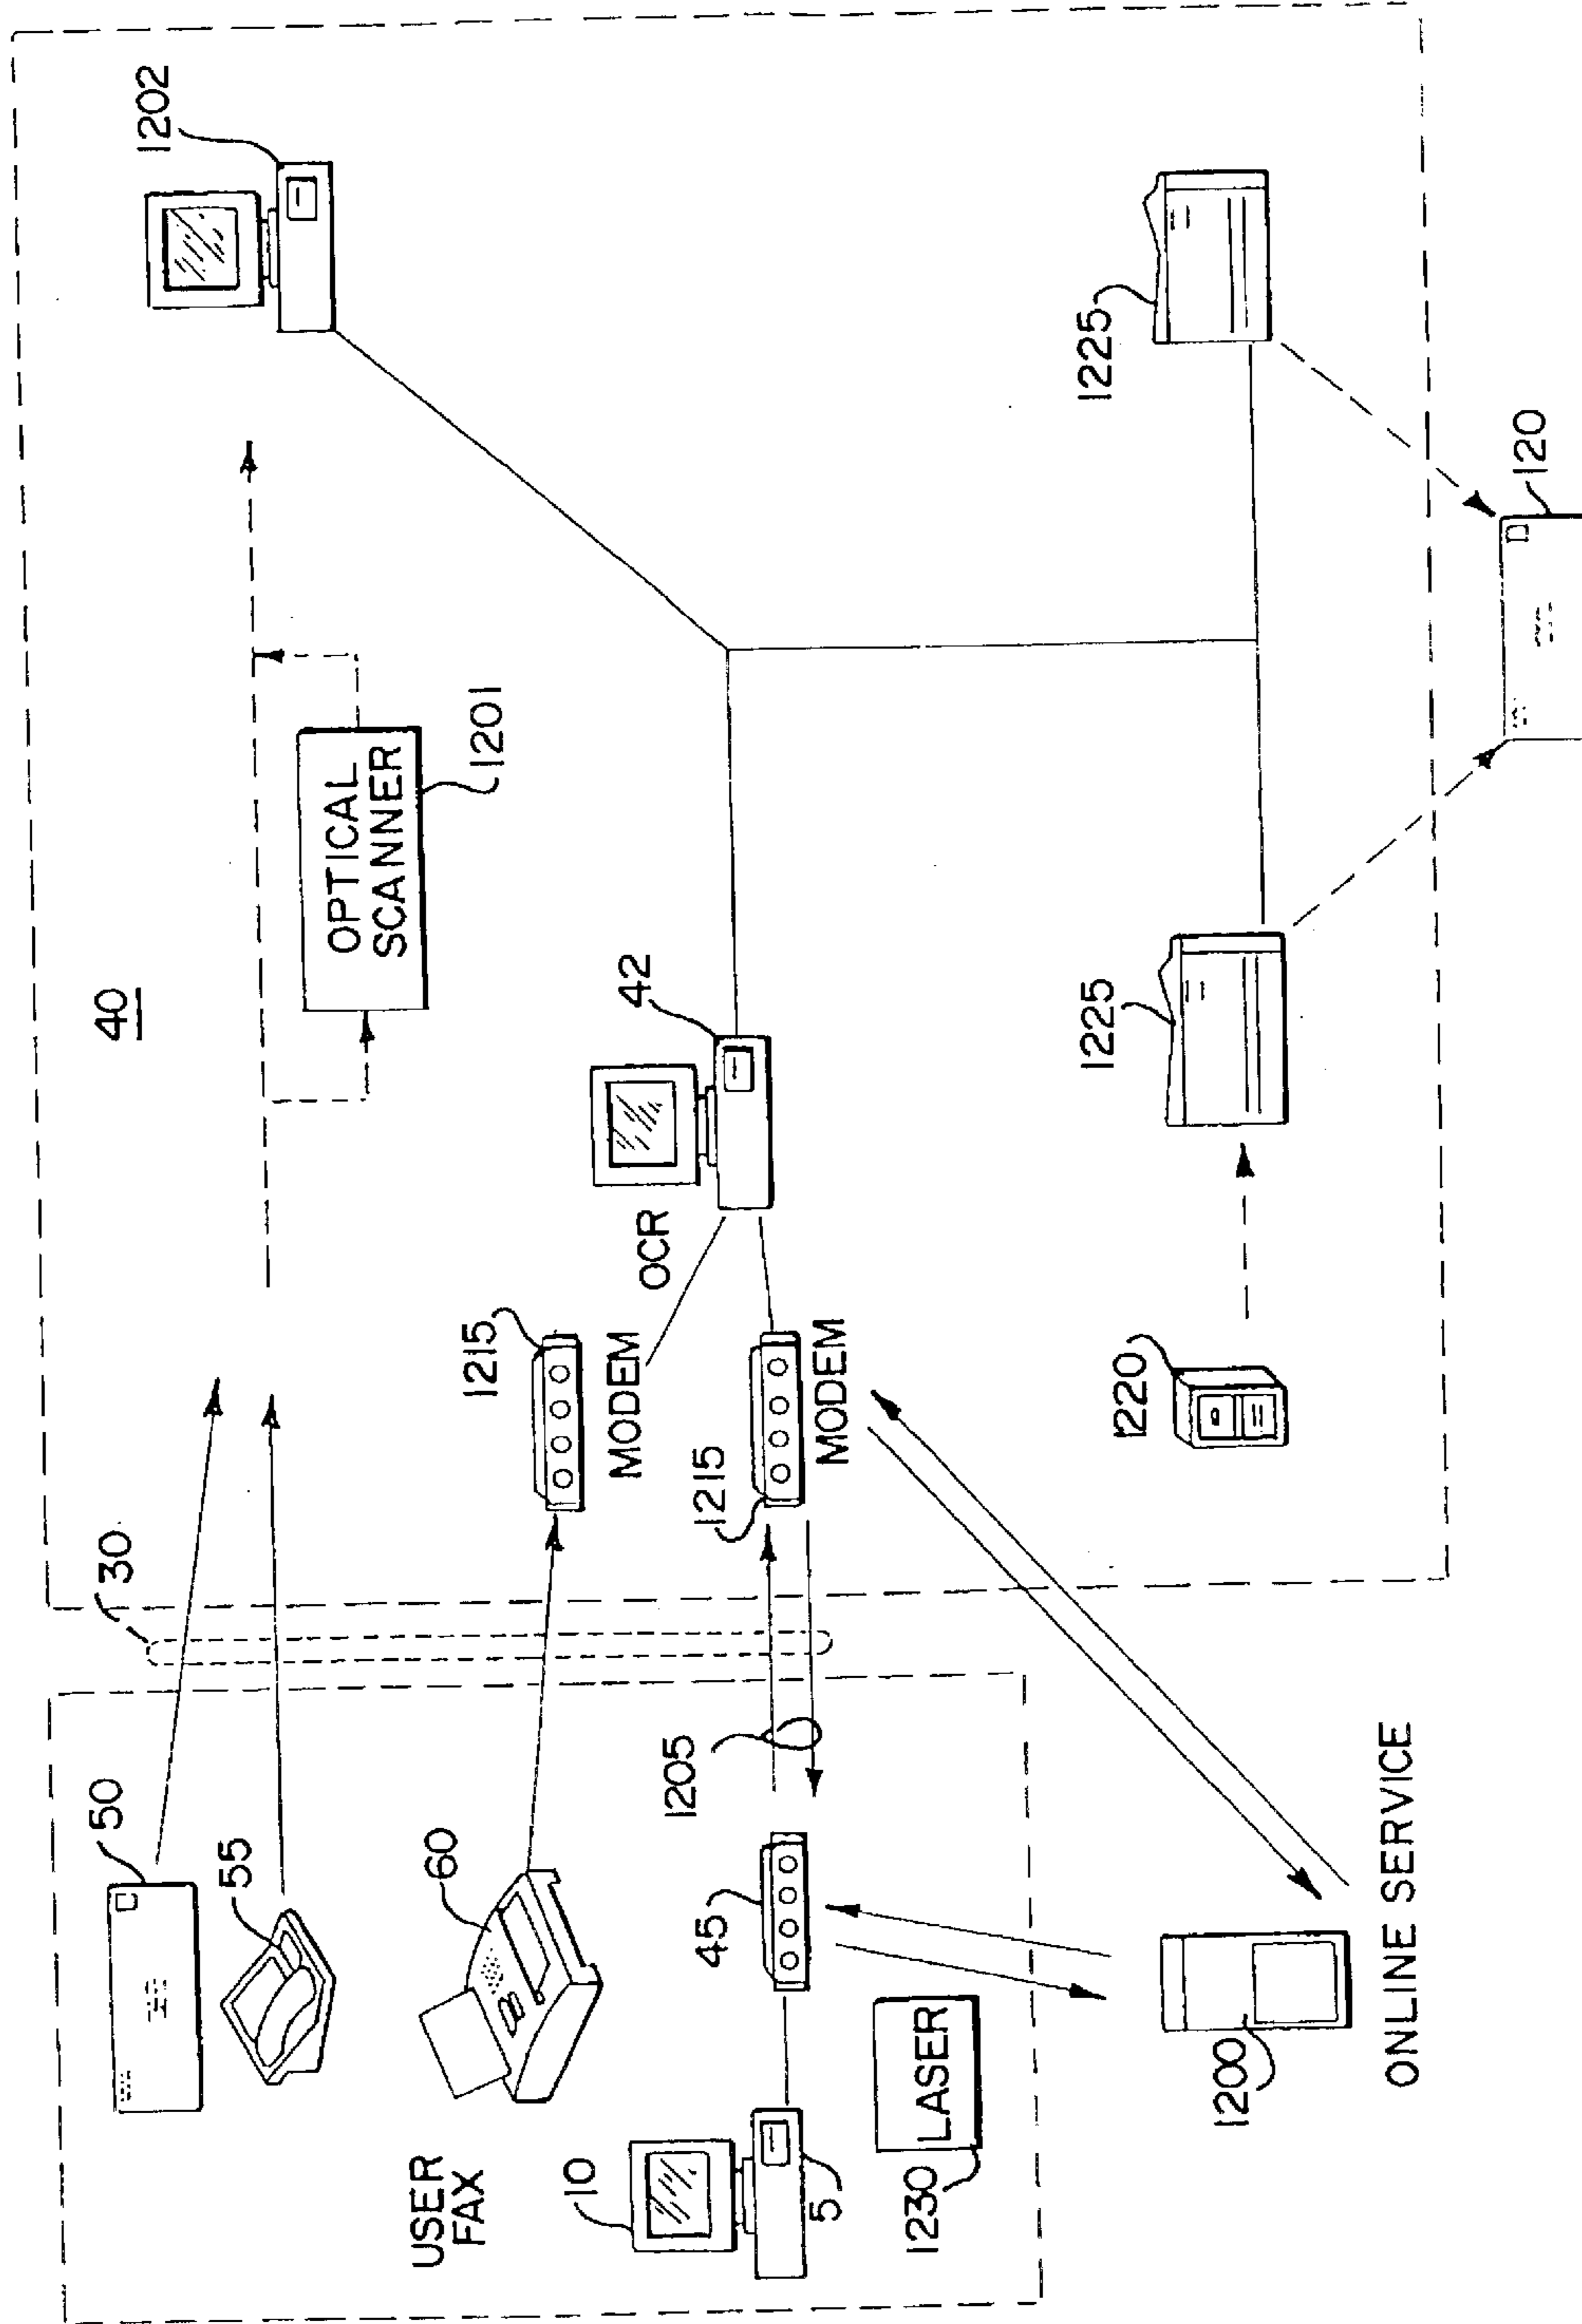 50
55
USER
FAX
60
10
5
45
1205
LASER
1230
1200
ONLINE SERVICE
30
40
OPTICAL
SCANNER
1201
1202
1215
MODEM
OCR
42
1215
MODEM
1220
1225
1225
120